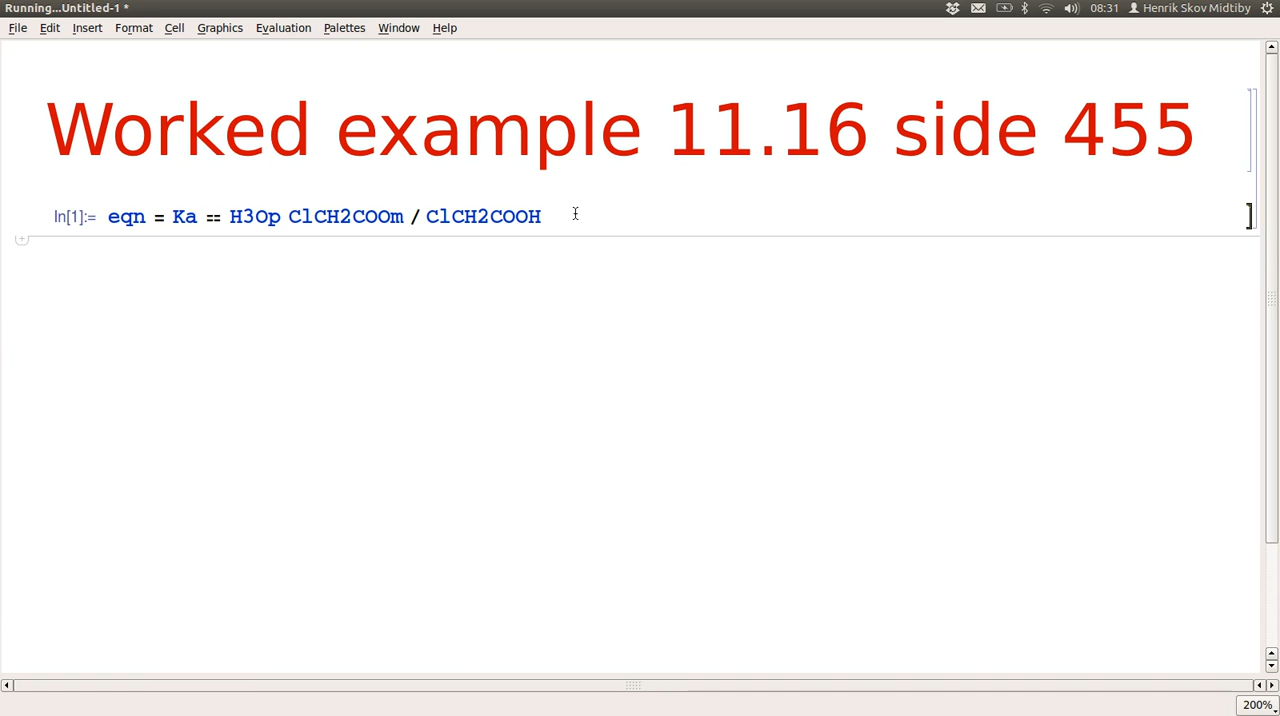 Running...Untitled-1 *
08:31 Henrik Skov Midtiby
File Edit Insert Format Cell Graphics Evaluation Palettes Window Help
Worked example 11.16 side 455
In[1]:= eqn = Ka == H3Op ClCH2COOm / ClCH2COOH
200%